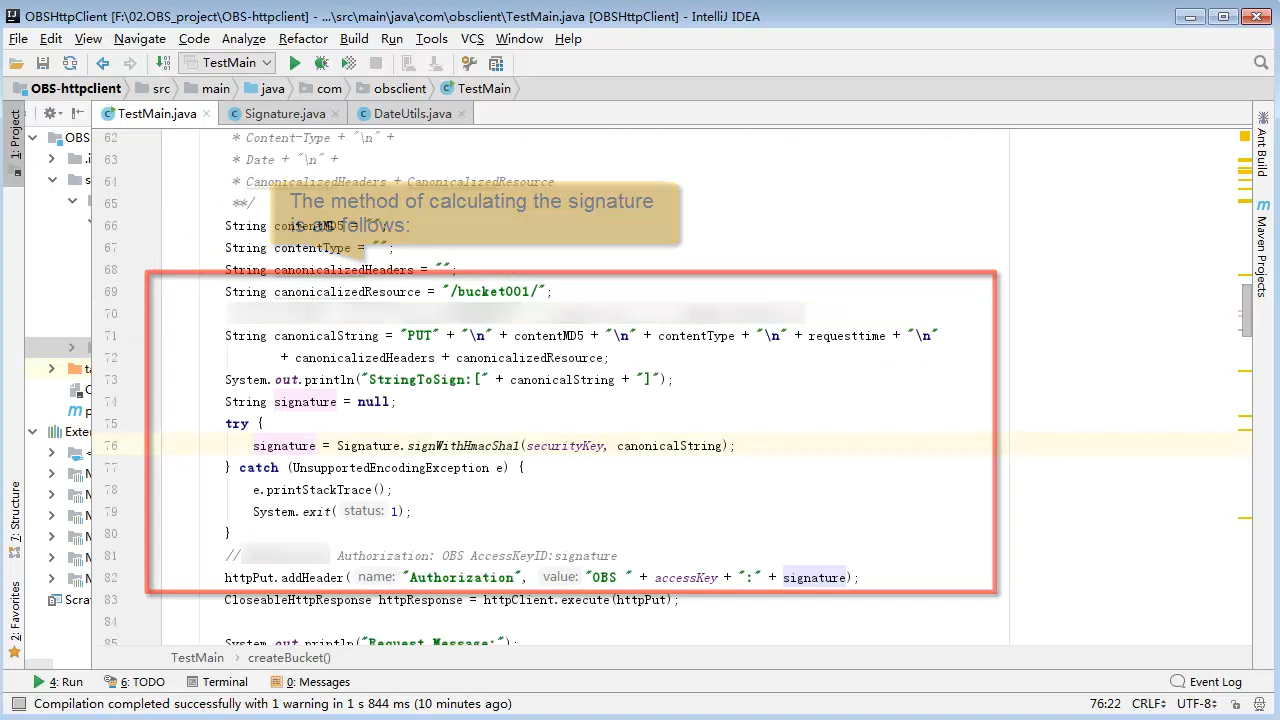 OBSHttpClient [F:\02.OBS_project\OBS-httpclient] - ...\src\main\java\com\obsclient\TestMain.java [OBSHttpClient] - IntelliJ IDEA
File Edit View Navigate Code Analyze Refactor Build Run Tools VCS Window Help
TestMain
OBS-httpclient src main java com obsclient TestMain
TestMain.java Signature.java DateUtils.java
1: Project
7: Structure
2: Favorites
Ant Build
Maven Projects
OBS
.i
s
ta
p
Exter
Scra
The method of calculating the signature
is as follows:
62 * Content-Type + "\n" +
63 * Date + "\n" +
64 * CanonicalizedHeaders + CanonicalizedResource
65 **/
66 String contentMD5 = "";
67 String contentType = "";
68 String canonicalizedHeaders = "";
69 String canonicalizedResource = "/bucket001/";
70
71 String canonicalString = "PUT" + "\n" + contentMD5 + "\n" + contentType + "\n" + requesttime + "\n"
72 + canonicalizedHeaders + canonicalizedResource;
73 System.out.println("StringToSign:[" + canonicalString + "]");
74 String signature = null;
75 try {
76 signature = Signature.signWithHmacSha1(securityKey, canonicalString);
77 } catch (UnsupportedEncodingException e) {
78 e.printStackTrace();
79 System.exit( status: 1);
80 }
81 // Authorization: OBS AccessKeyID:signature
82 httpPut.addHeader( name: "Authorization", value: "OBS " + accessKey + ":" + signature);
83 CloseableHttpResponse httpResponse = httpClient.execute(httpPut);
84
85 System.out.println("Request Message:");
TestMain createBucket()
4: Run 6: TODO Terminal 0: Messages Event Log
Compilation completed successfully with 1 warning in 1 s 844 ms (10 minutes ago) 76:22 CRLF UTF-8